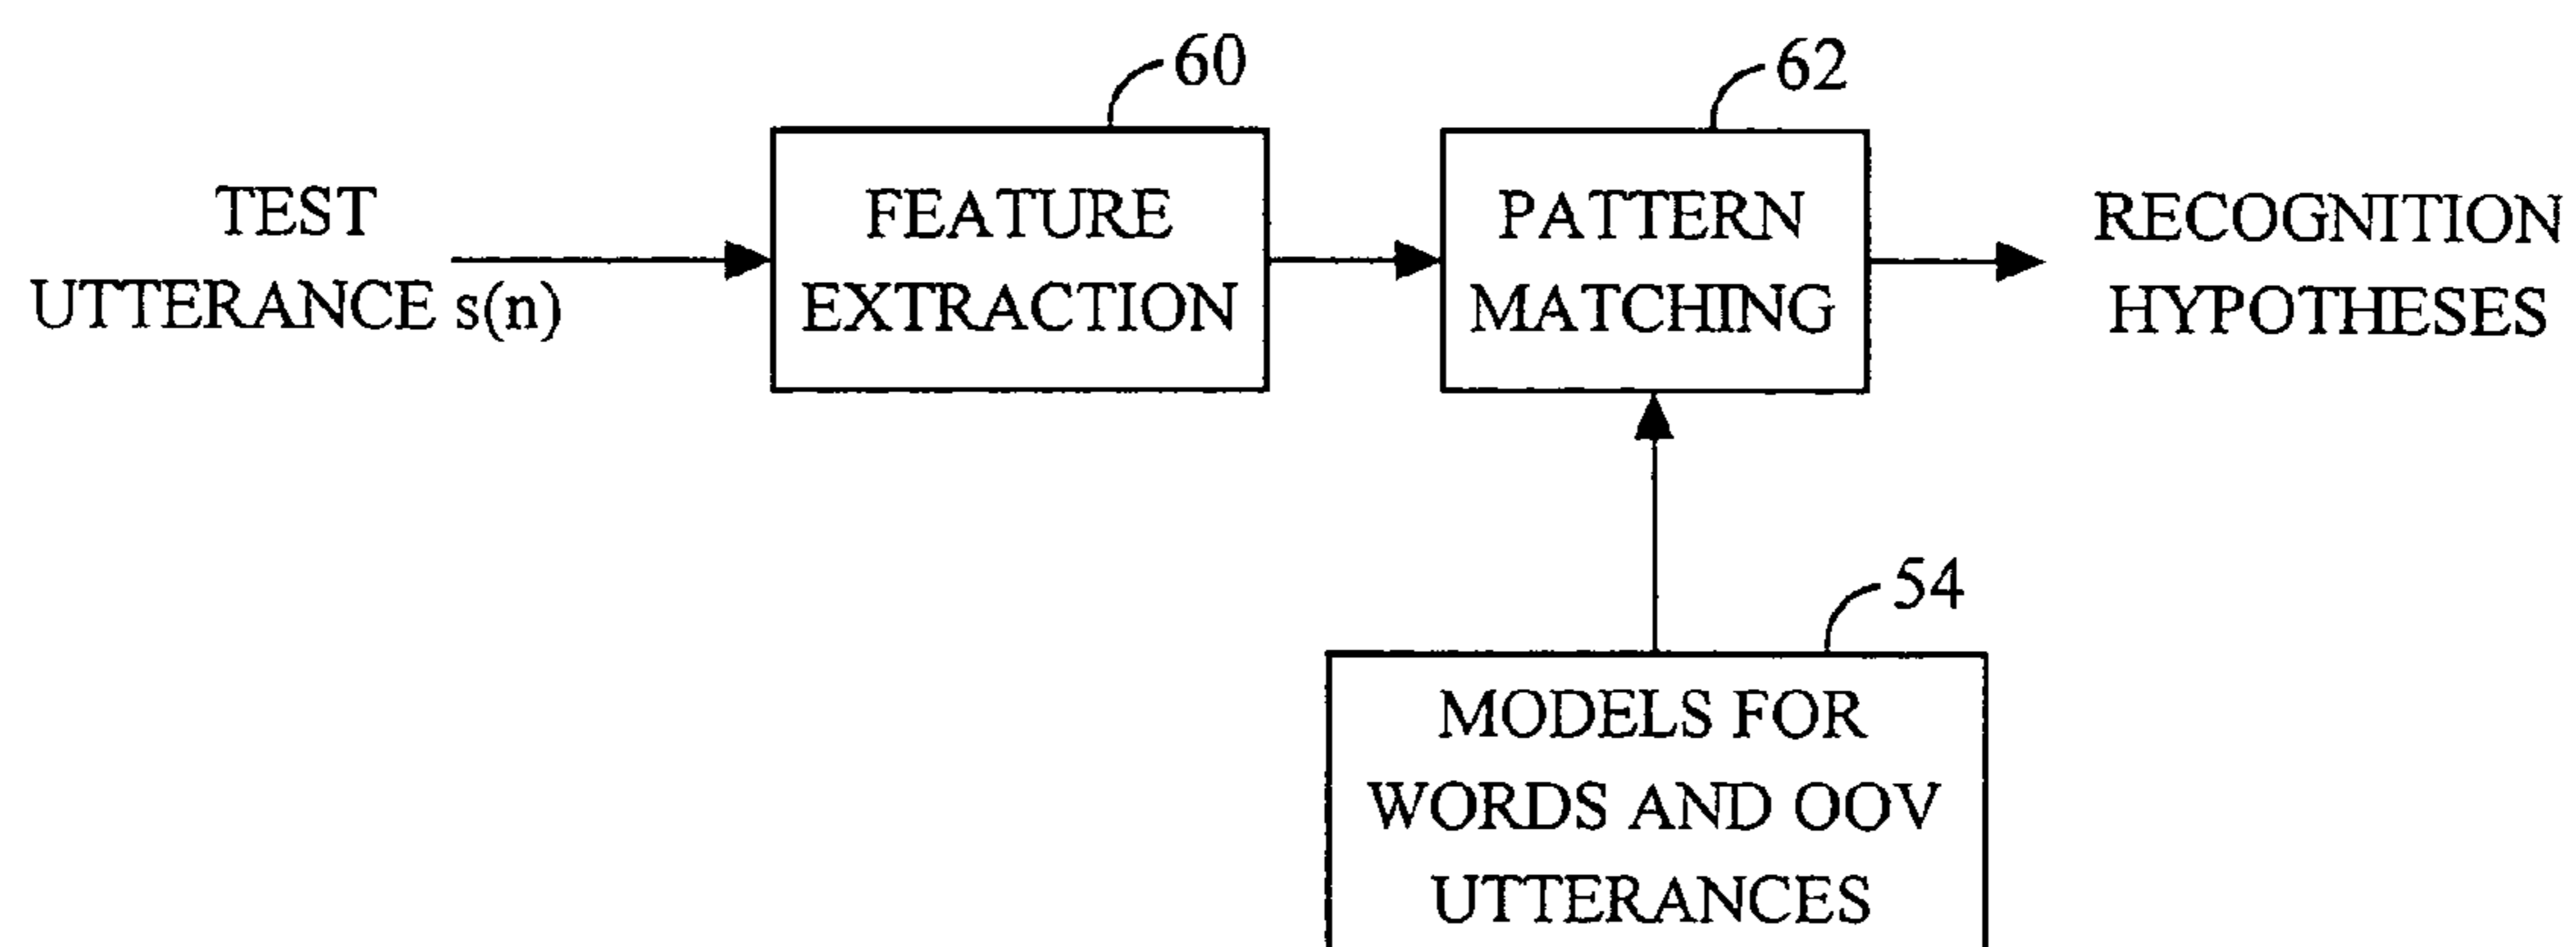 60
62
TEST
UTTERANCE s(n)
FEATURE
EXTRACTION
PATTERN
MATCHING
RECOGNITION
HYPOTHESES
54
MODELS FOR
WORDS AND OOV
UTTERANCES